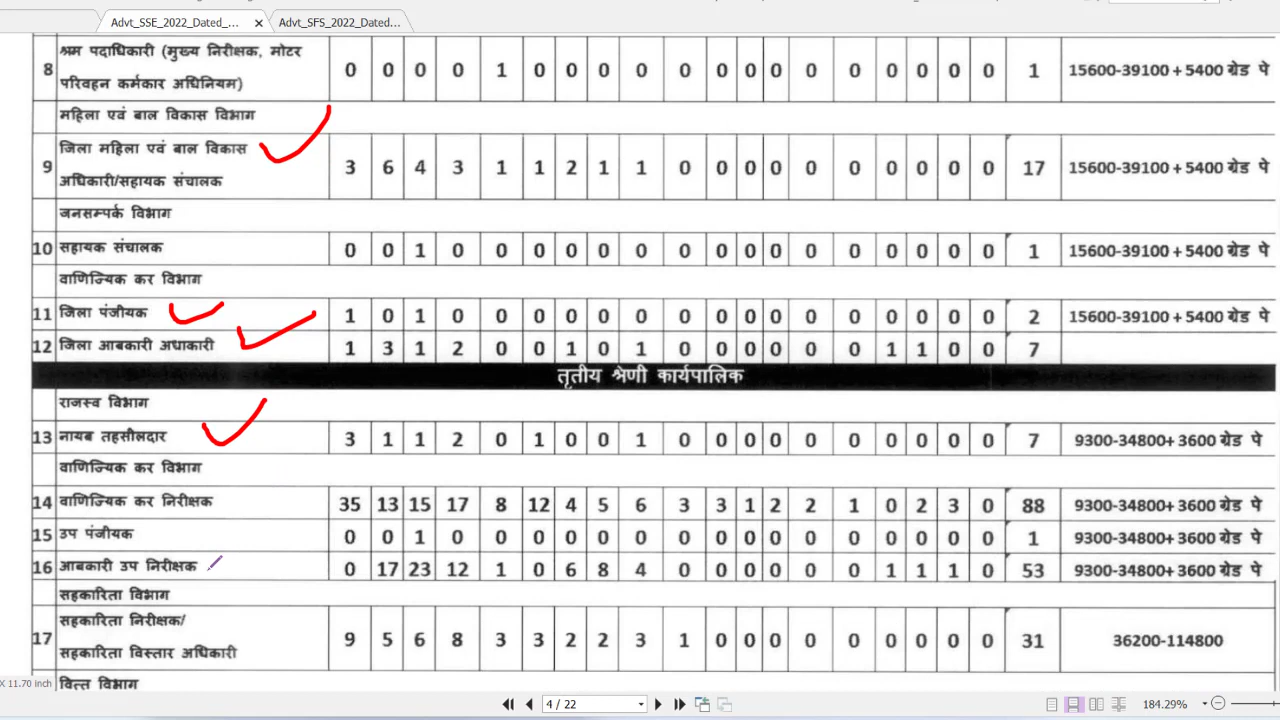 Advt_SSE_2022_Dated_... × Advt_SFS_2022_Dated...
8 श्रम पदाधिकारी (मुख्य निरीक्षक, मोटर परिवहन कर्मकार अधिनियम) 0 0 0 0 1 0 0 0 0 0 0 0 0 0 0 0 0 0 0 1 15600-39100 + 5400 ग्रेड पे
महिला एवं बाल विकास विभाग
9 जिला महिला एवं बाल विकास अधिकारी/सहायक संचालक 3 6 4 3 1 1 2 1 1 0 0 0 0 0 0 0 0 0 0 17 15600-39100 + 5400 ग्रेड पे
जनसम्पर्क विभाग
10 सहायक संचालक 0 0 1 0 0 0 0 0 0 0 0 0 0 0 0 0 0 0 0 1 15600-39100 + 5400 ग्रेड पे
वाणिज्यिक कर विभाग
11 जिला पंजीयक 1 0 1 0 0 0 0 0 0 0 0 0 0 0 0 0 0 0 0 2 15600-39100 + 5400 ग्रेड पे
12 जिला आबकारी अधाकारी 1 3 1 2 0 0 1 0 1 0 0 0 0 0 0 1 1 0 0 7
तृतीय श्रेणी कार्यपालिक
राजस्व विभाग
13 नायब तहसीलदार 3 1 1 2 0 1 0 0 1 0 0 0 0 0 0 0 0 0 0 7 9300-34800+ 3600 ग्रेड पे
वाणिज्यिक कर विभाग
14 वाणिज्यिक कर निरीक्षक 35 13 15 17 8 12 4 5 6 3 3 1 2 2 1 0 2 3 0 88 9300-34800+ 3600 ग्रेड पे
15 उप पंजीयक 0 0 1 0 0 0 0 0 0 0 0 0 0 0 0 0 0 0 0 1 9300-34800+ 3600 ग्रेड पे
16 आबकारी उप निरीक्षक 0 17 23 12 1 0 6 8 4 0 0 0 0 0 0 1 1 1 0 53 9300-34800+ 3600 ग्रेड पे
सहकारिता विभाग
17 सहकारिता निरीक्षक/ सहकारिता विस्तार अधिकारी 9 5 6 8 3 3 2 2 3 1 0 0 0 0 0 0 0 0 0 31 36200-114800
वित्त विभाग
X 11.70 inch 4 / 22 184.29%